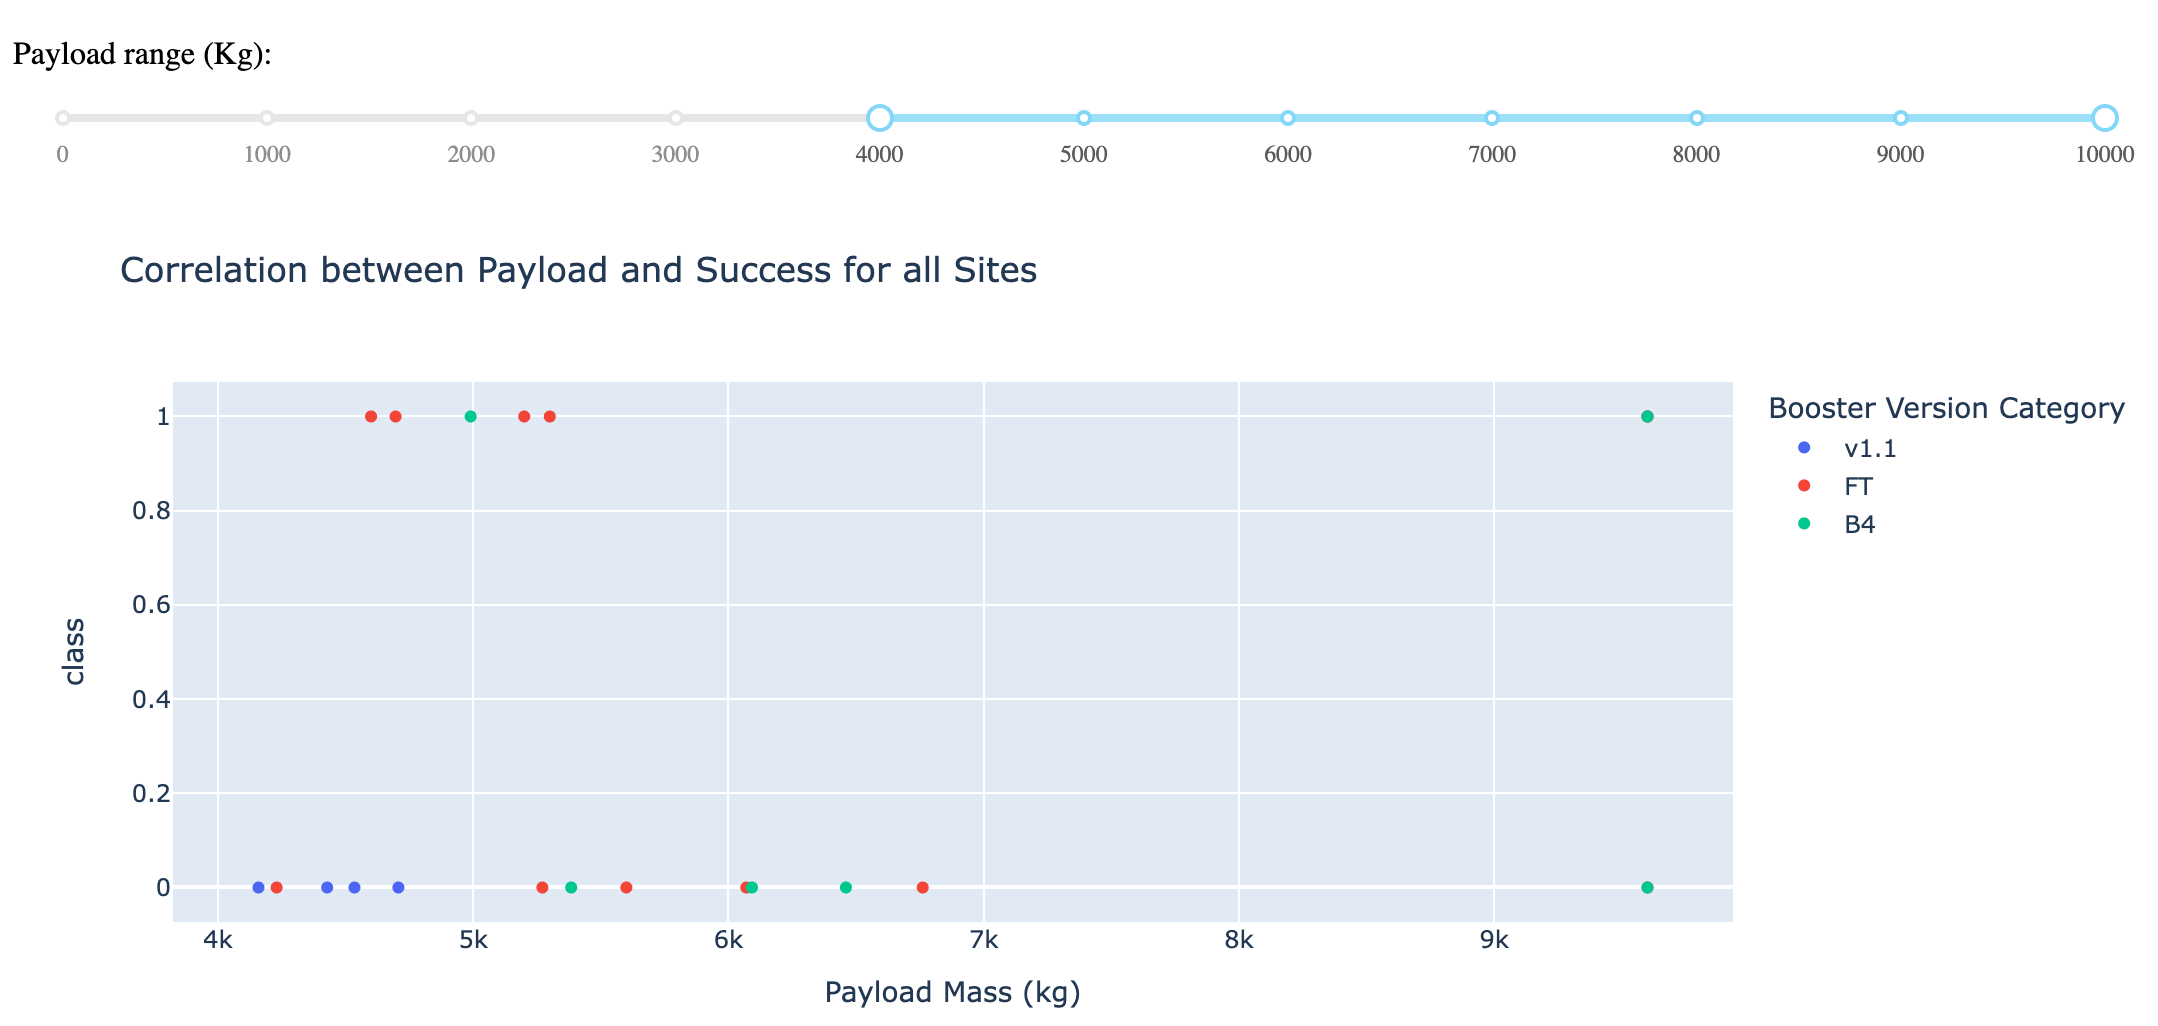 Payload range (Kg):
0 1000 2000 3000 4000 5000 6000 7000 8000 9000 10000
Correlation between Payload and Success for all Sites
Booster Version Category
v1.1
FT
B4
1
0.8
0.6
0.4
0.2
0
class
4k 5k 6k 7k 8k 9k
Payload Mass (kg)